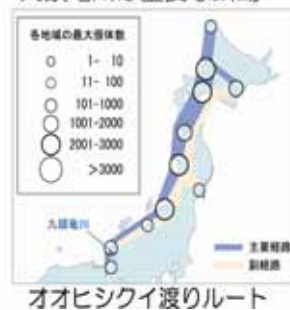 各地域の最大個体数
1- 10
11- 100
101-1000
1001-2000
2001-3000
>3000
九頭竜川
主要経路
副経路
オオヒシクイ渡りルート